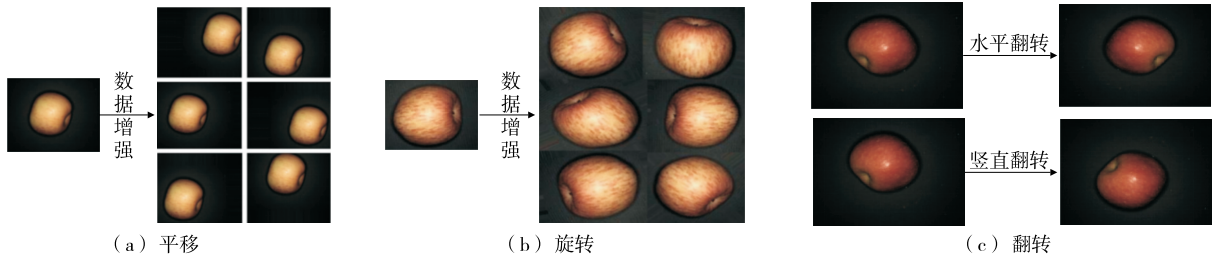 数据增强
(a) 平移
数据增强
(b) 旋转
水平翻转
竖直翻转
(c) 翻转